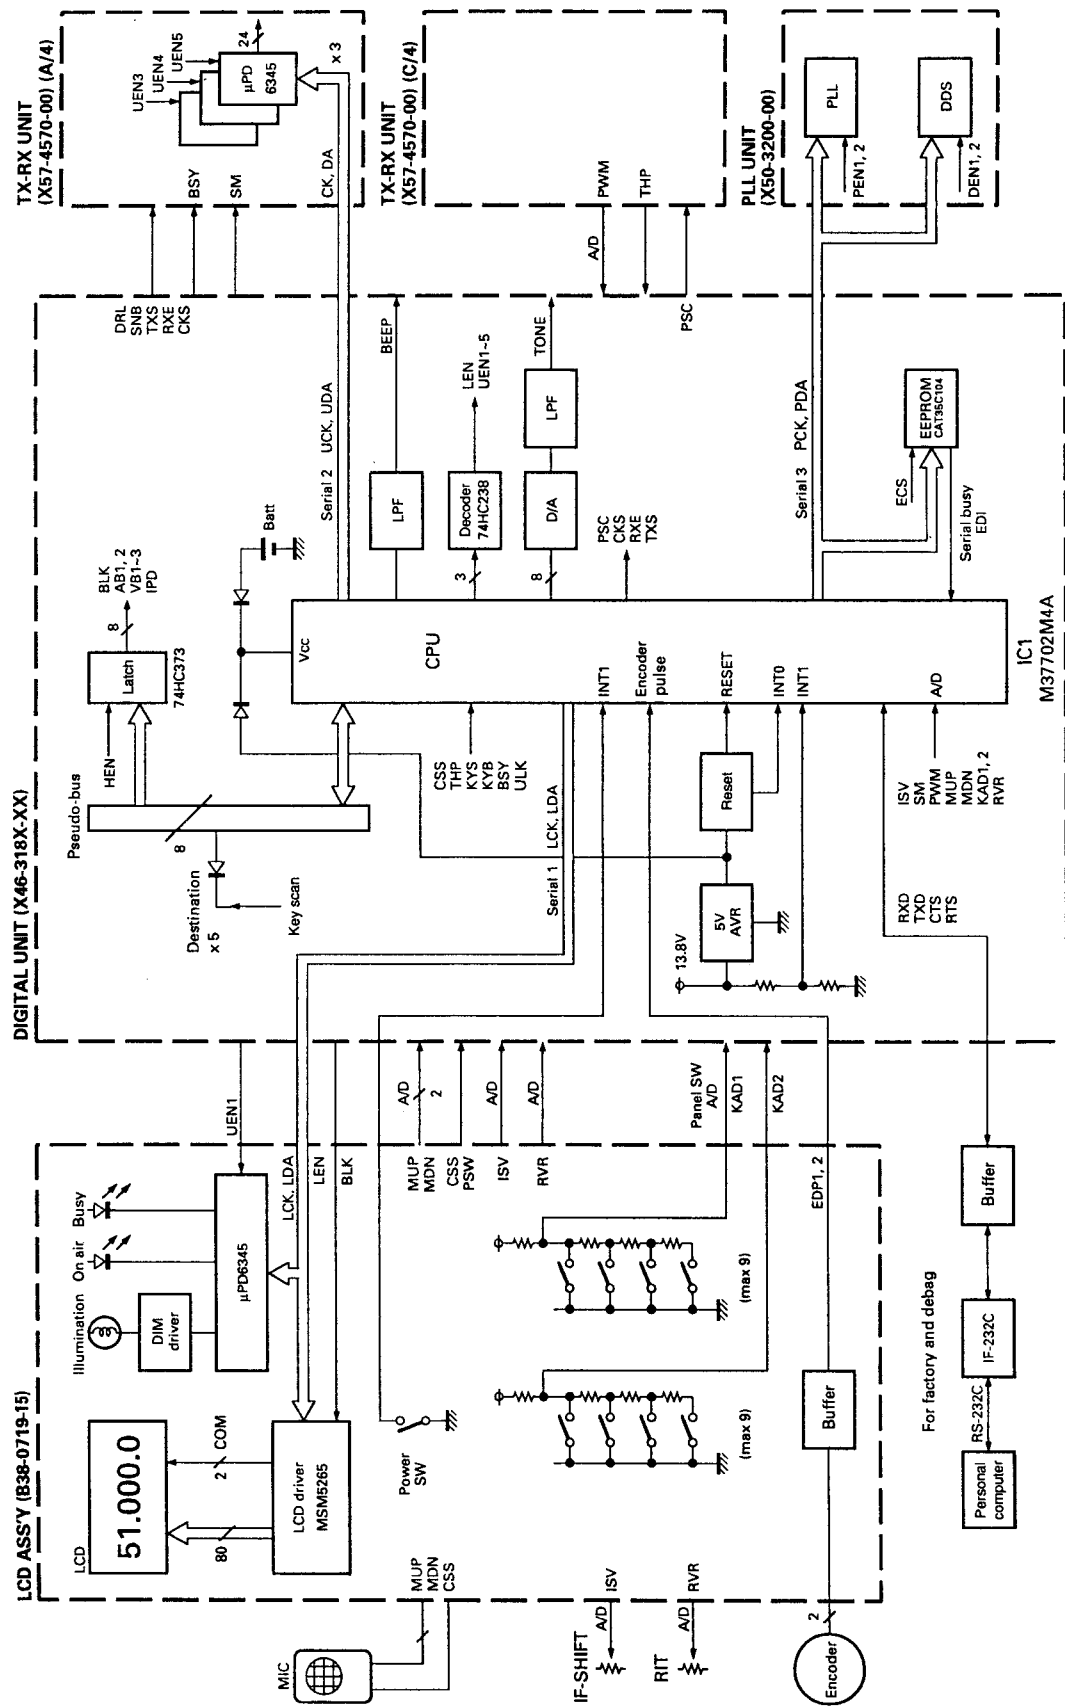 LCD ASS'Y (B38-0719-15)
LCD
51.000.0
80
2
COM
LCD driver
MSM5265
Illumination
On air
Busy
DIM
driver
µPD6345
UEN1
LCK, LDA
LEN
BLK
MIC
MUP
MDN
CSS
Power
SW
MUP
MDN
A/D
2
CSS
PSW
ISV
A/D
RVR
A/D
IF-SHIFT
A/D
ISV
RIT
A/D
RVR
(max 9)
(max 9)
Panel SW
A/D
KAD1
KAD2
Encoder
2
Buffer
EDP1, 2
For factory and debag
Personal
computer
RS-232C
IF-232C
Buffer
DIGITAL UNIT (X46-318X-XX)
Pseudo-bus
8
Destination
x 5
Key scan
HEN
Latch
74HC373
8
BLK
AB1, 2
VB1~3
IPD
Batt
Vcc
CPU
CSS
THP
KYS
KYB
BSY
ULK
Serial 1
LCK, LDA
INT1
Encoder
pulse
RESET
INT0
INT1
A/D
Reset
5V
AVR
13.8V
RXD
TXD
CTS
RTS
ISV
SM
PWM
MUP
MDN
KAD1, 2
RVR
IC1
M37702M4A
Serial 2
UCK, UDA
LPF
BEEP
3
Decoder
74HC238
LEN
UEN1~5
8
D/A
LPF
TONE
PSC
CKS
RXE
TXS
Serial 3
PCK, PDA
ECS
EEPROM
CAT35C104
Serial busy
EDI
DRL
SNB
TXS
RXE
CKS
PSC
TX-RX UNIT
(X57-4570-00) (A/4)
UEN3
UEN4
UEN5
µPD
6345
24
x 3
BSY
SM
CK, DA
TX-RX UNIT
(X57-4570-00) (C/4)
A/D
PWM
THP
PLL UNIT
(X50-3200-00)
PLL
PEN1, 2
DDS
DEN1, 2